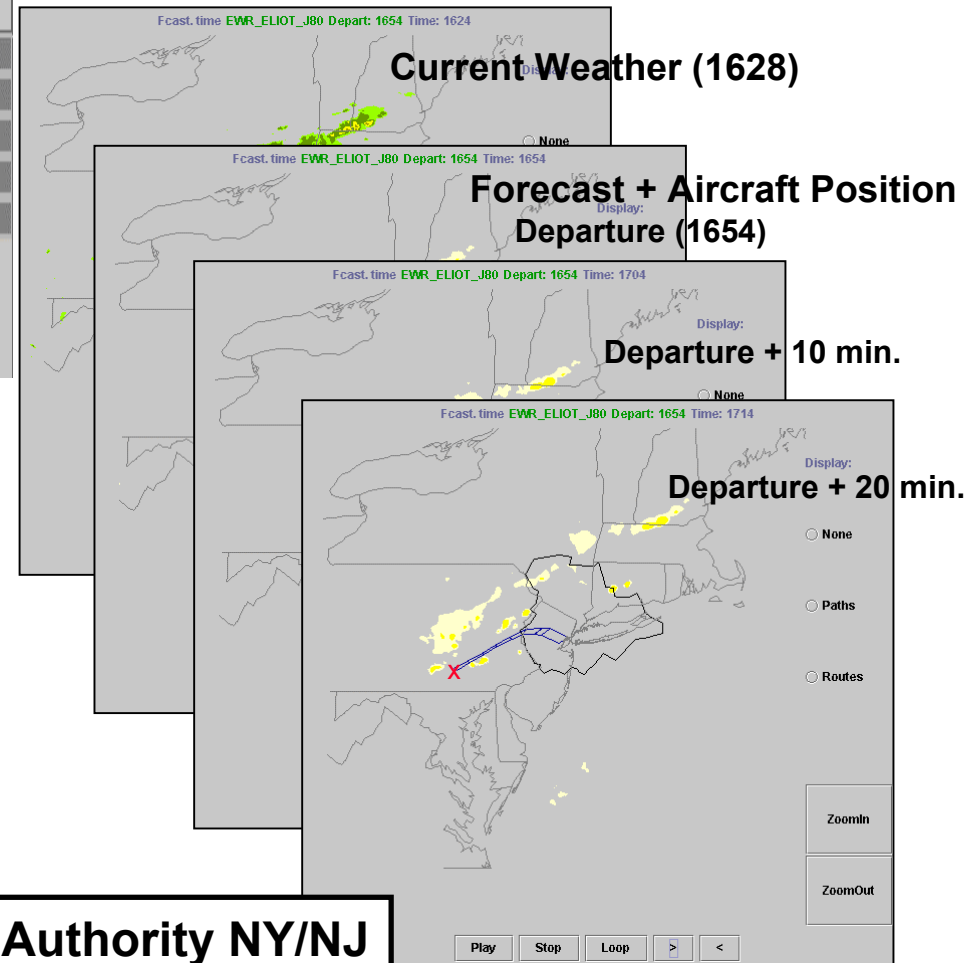 Fcast. time EWR_ELIOT_J80 Depart: 1654 Time: 1624
Current Weather (1628)
None
Fcast. time EWR_ELIOT_J80 Depart: 1654 Time: 1654
Forecast + Aircraft Position
Display:
Departure (1654)
Fcast. time EWR_ELIOT_J80 Depart: 1654 Time: 1704
Display:
Departure + 10 min.
None
Fcast. time EWR_ELIOT_J80 Depart: 1654 Time: 1714
Display:
Departure + 20 min.
None
Paths
Routes
X
ZoomIn
ZoomOut
Authority NY/NJ
Play Stop Loop > <